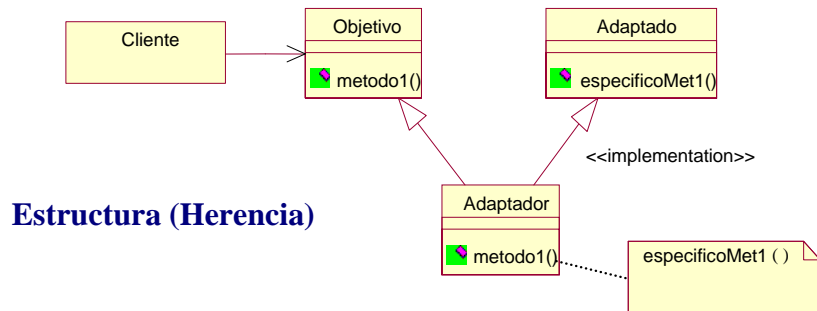 Cliente
Objetivo
metodo1()
Adaptado
especificoMet1()
<<implementation>>
Estructura (Herencia)
Adaptador
metodo1()
especificoMet1 ( )